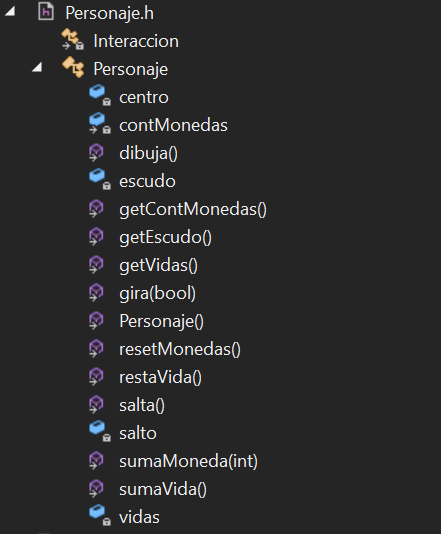 Personaje.h
Interaccion
Personaje
centro
contMonedas
dibuja()
escudo
getContMonedas()
getEscudo()
getVidas()
gira(bool)
Personaje()
resetMonedas()
restaVida()
salta()
salto
sumaMoneda(int)
sumaVida()
vidas